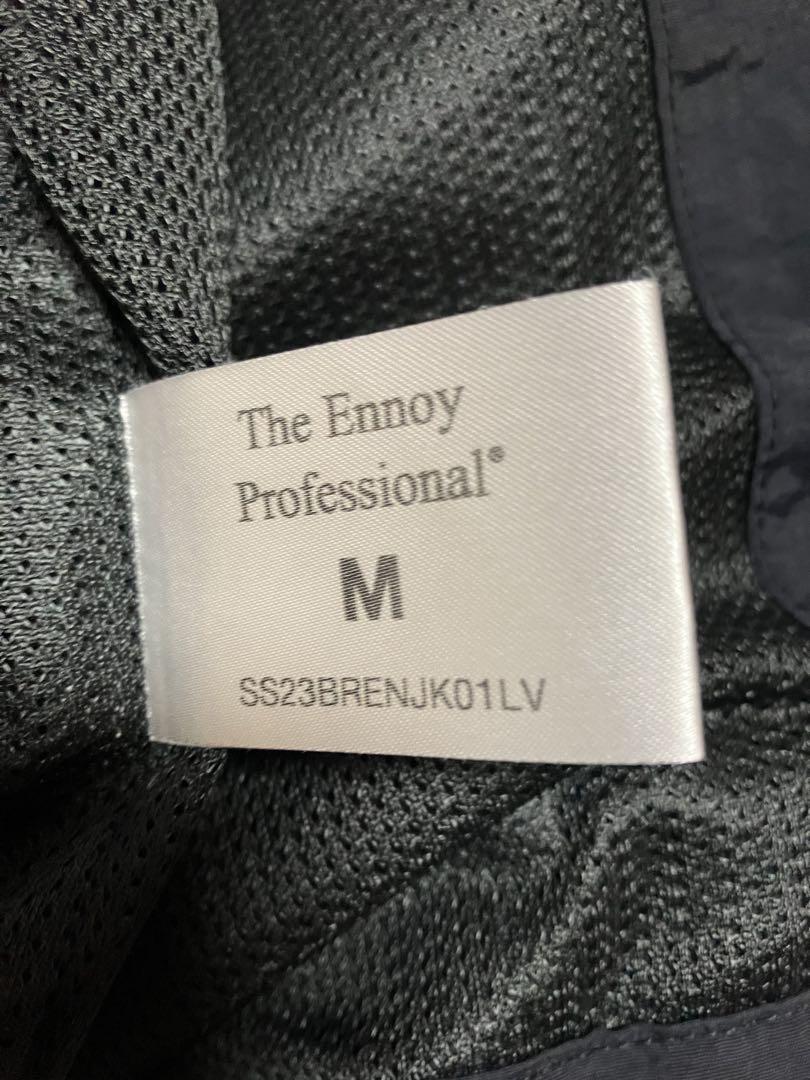 The Ennoy
Professional®
M
SS23BRENJK01LV